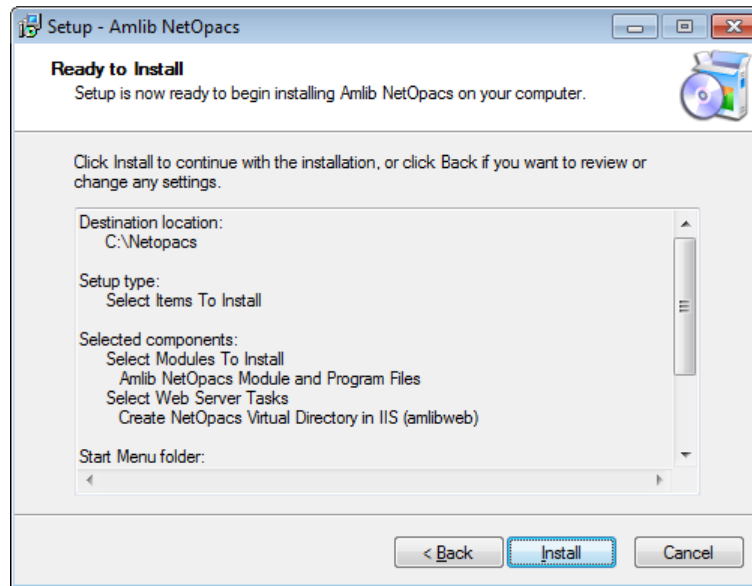 Setup - Amlib NetOpacs
Ready to Install
Setup is now ready to begin installing Amlib NetOpacs on your computer.
Click Install to continue with the installation, or click Back if you want to review or
change any settings.
Destination location:
C:\Netopacs
Setup type:
Select Items To Install
Selected components:
Select Modules To Install
Amlib NetOpacs Module and Program Files
Select Web Server Tasks
Create NetOpacs Virtual Directory in IIS (amlibweb)
Start Menu folder:
< Back Install Cancel